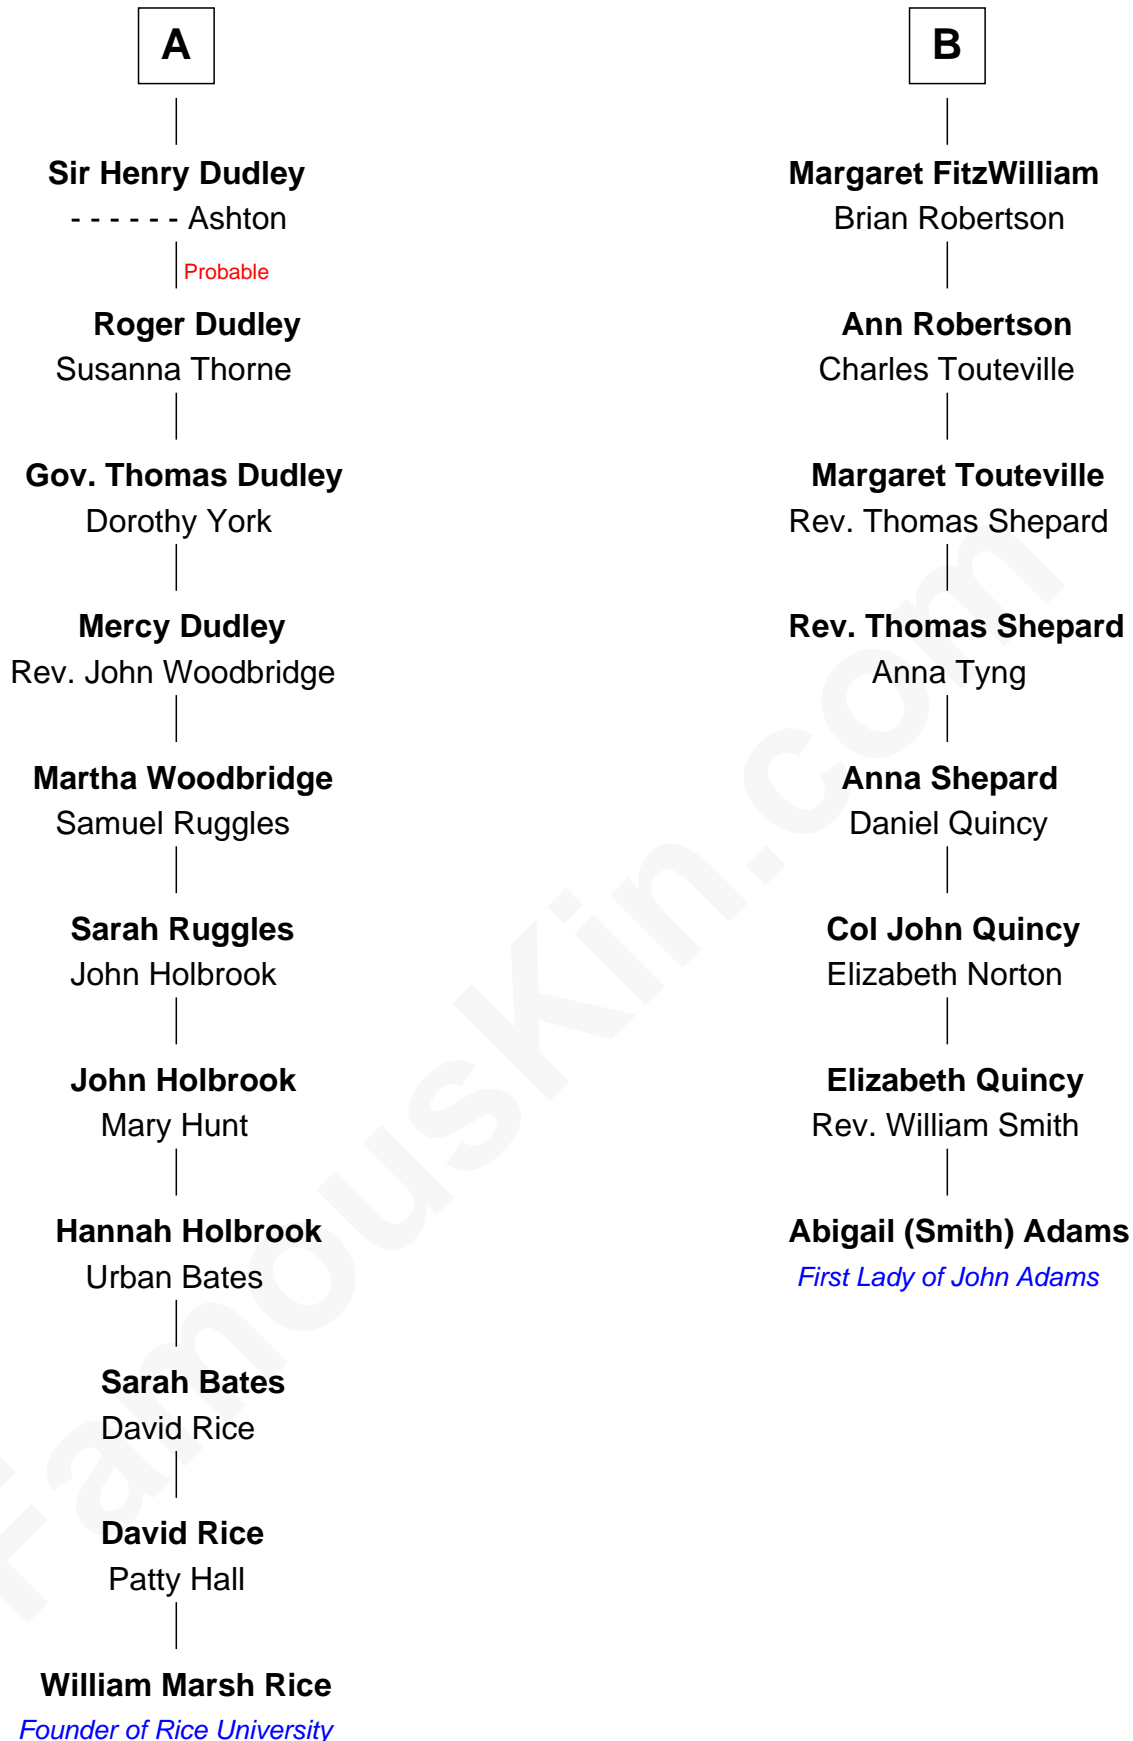 A
Sir Henry Dudley
- - - - - - Ashton
Probable
Roger Dudley
Susanna Thorne
Gov. Thomas Dudley
Dorothy York
Mercy Dudley
Rev. John Woodbridge
Martha Woodbridge
Samuel Ruggles
Sarah Ruggles
John Holbrook
John Holbrook
Mary Hunt
Hannah Holbrook
Urban Bates
Sarah Bates
David Rice
David Rice
Patty Hall
William Marsh Rice
Founder of Rice University
B
Margaret FitzWilliam
Brian Robertson
Ann Robertson
Charles Touteville
Margaret Touteville
Rev. Thomas Shepard
Rev. Thomas Shepard
Anna Tyng
Anna Shepard
Daniel Quincy
Col John Quincy
Elizabeth Norton
Elizabeth Quincy
Rev. William Smith
Abigail (Smith) Adams
First Lady of John Adams
FamousKin.com